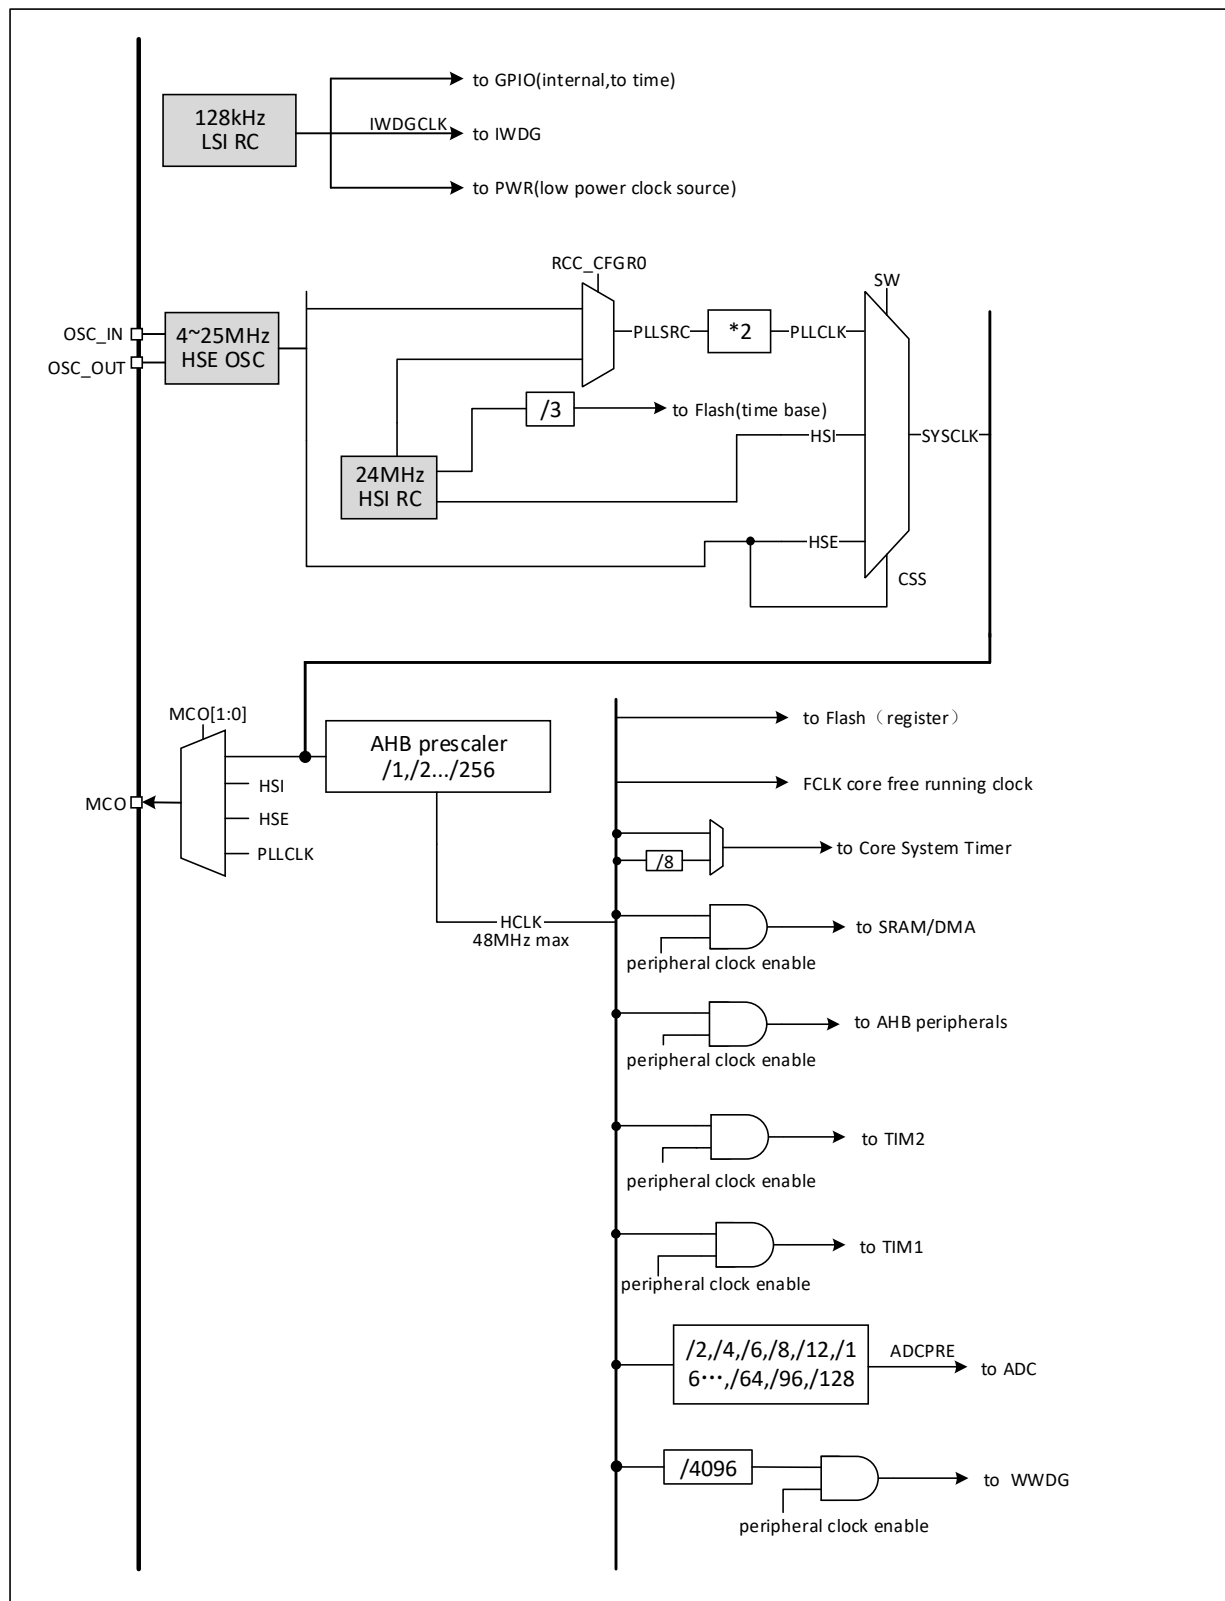 to GPIO(internal,to time)
128kHz
LSI RC
IWDGCLK
to IWDG
to PWR(low power clock source)
RCC_CFGR0
SW
OSC_IN
OSC_OUT
4~25MHz
HSE OSC
PLLSRC
*2
PLLCLK
/3
to Flash(time base)
HSI
SYSCLK
24MHz
HSI RC
HSE
CSS
MCO[1:0]
to Flash（register）
AHB prescaler
/1,/2.../256
HSI
FCLK core free running clock
MCO
HSE
PLLCLK
/8
to Core System Timer
HCLK
48MHz max
to SRAM/DMA
peripheral clock enable
to AHB peripherals
peripheral clock enable
to TIM2
peripheral clock enable
to TIM1
peripheral clock enable
/2,/4,/6,/8,/12,/1
6···,/64,/96,/128
ADCPRE
to ADC
/4096
to WWDG
peripheral clock enable